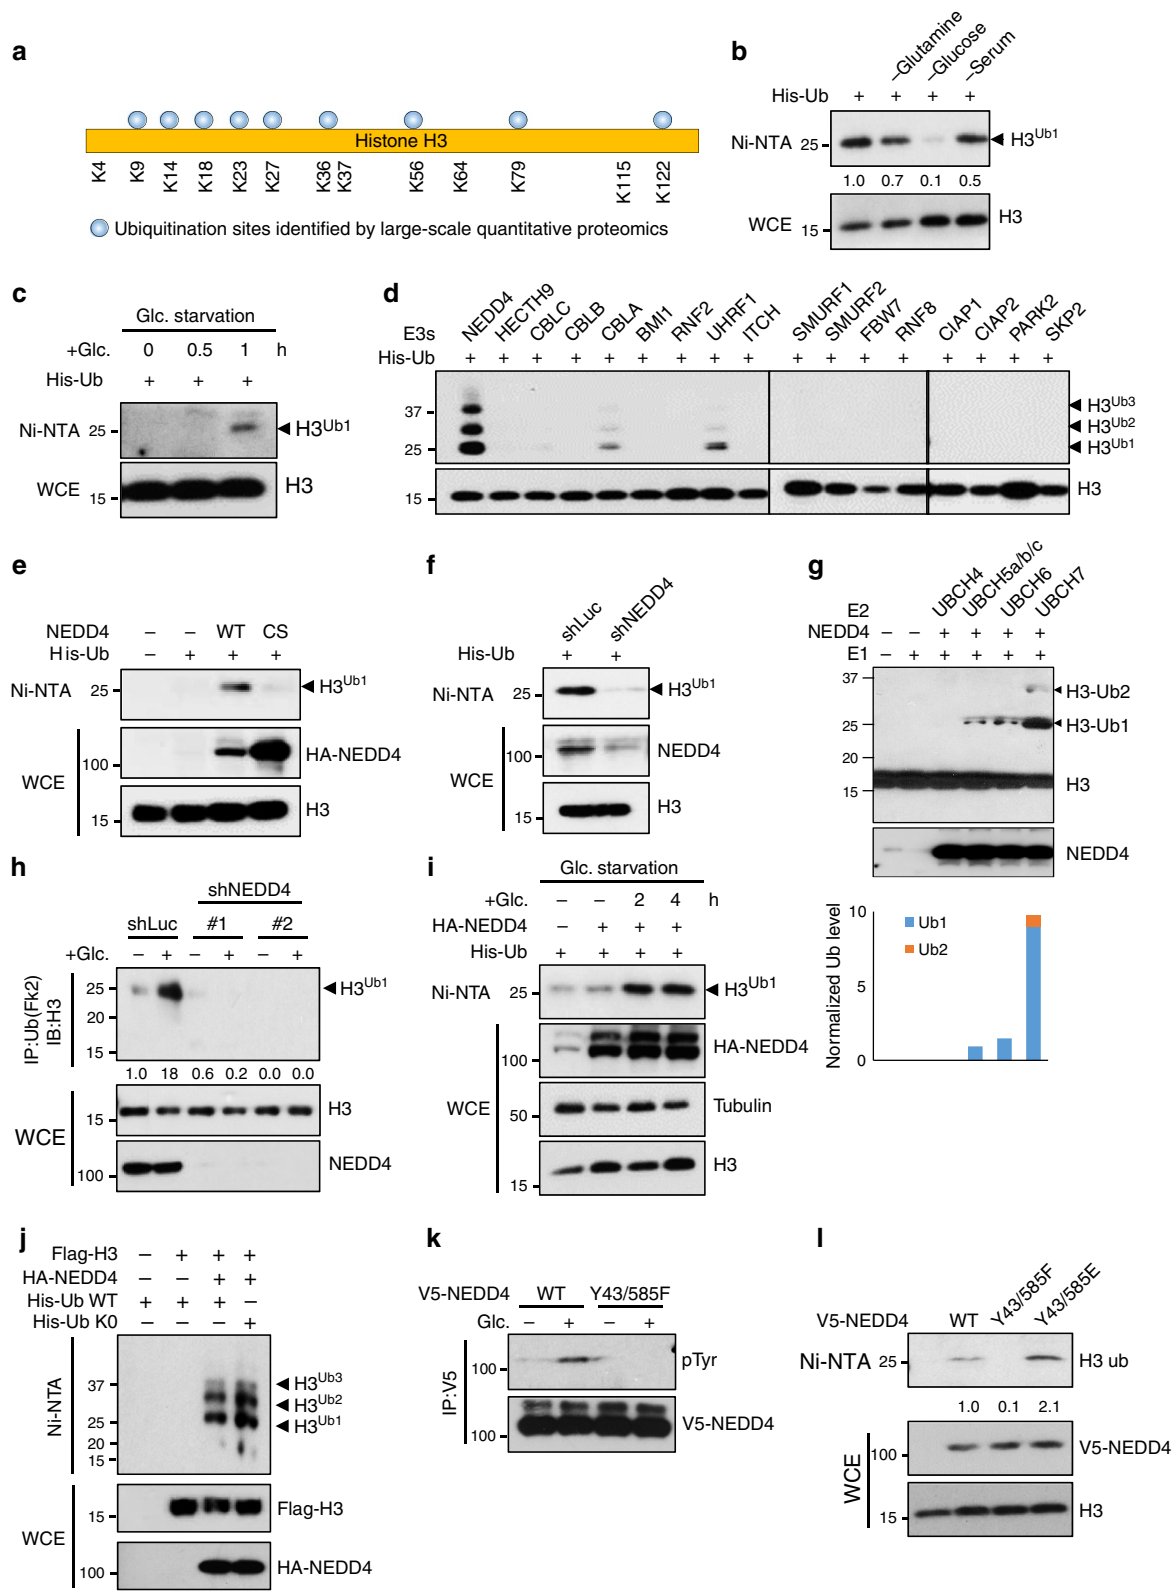 a
Histone H3
K4 K9 K14 K18 K23 K27 K36 K37 K56 K64 K79 K115 K122
Ubiquitination sites identified by large-scale quantitative proteomics
b
–Glutamine –Glucose –Serum
His-Ub + + + +
Ni-NTA 25 H3Ub1
1.0 0.7 0.1 0.5
WCE 15 H3
c
Glc. starvation
+Glc. 0 0.5 1 h
His-Ub + + +
Ni-NTA 25 H3Ub1
WCE 15 H3
d
E3s NEDD4 HECTH9 CBLC CBLB CBLA BMI1 RNF2 UHRF1 ITCH SMURF1 SMURF2 FBW7 RNF8 CIAP1 CIAP2 PARK2 SKP2
His-Ub + + + + + + + + + + + + + + + + +
37 H3Ub3
H3Ub2
25 H3Ub1
15 H3
e
NEDD4 – – WT CS
His-Ub – + + +
Ni-NTA 25 H3Ub1
WCE 100 HA-NEDD4
15 H3
f
shLuc shNEDD4
His-Ub + +
Ni-NTA 25 H3Ub1
WCE 100 NEDD4
15 H3
g
E2 UBCH4 UBCH5a/b/c UBCH6 UBCH7
NEDD4 – – + + + +
E1 – + + + + +
37
H3-Ub2
25 H3-Ub1
20
H3
15
NEDD4
Normalized Ub level
10
5
0
Ub1
Ub2
h
shNEDD4
shLuc #1 #2
+Glc. – + – + – +
IP:Ub(Fk2)
IB:H3
25 H3Ub1
20
15
1.0 18 0.6 0.2 0.0 0.0
WCE 15 H3
100 NEDD4
i
Glc. starvation
+Glc. – – 2 4 h
HA-NEDD4 – + + +
His-Ub + + + +
Ni-NTA 25 H3Ub1
WCE 100 HA-NEDD4
50 Tubulin
15 H3
j
Flag-H3 – + + +
HA-NEDD4 – – + +
His-Ub WT + + + –
His-Ub K0 – – – +
Ni-NTA
37 H3Ub3
H3Ub2
25 H3Ub1
20
15
WCE 15 Flag-H3
100 HA-NEDD4
k
V5-NEDD4 WT Y43/585F
Glc. – + – +
IP:V5
100 pTyr
100 V5-NEDD4
l
V5-NEDD4 WT Y43/585F Y43/585E
Ni-NTA 25 H3 ub
1.0 0.1 2.1
WCE 100 V5-NEDD4
15 H3